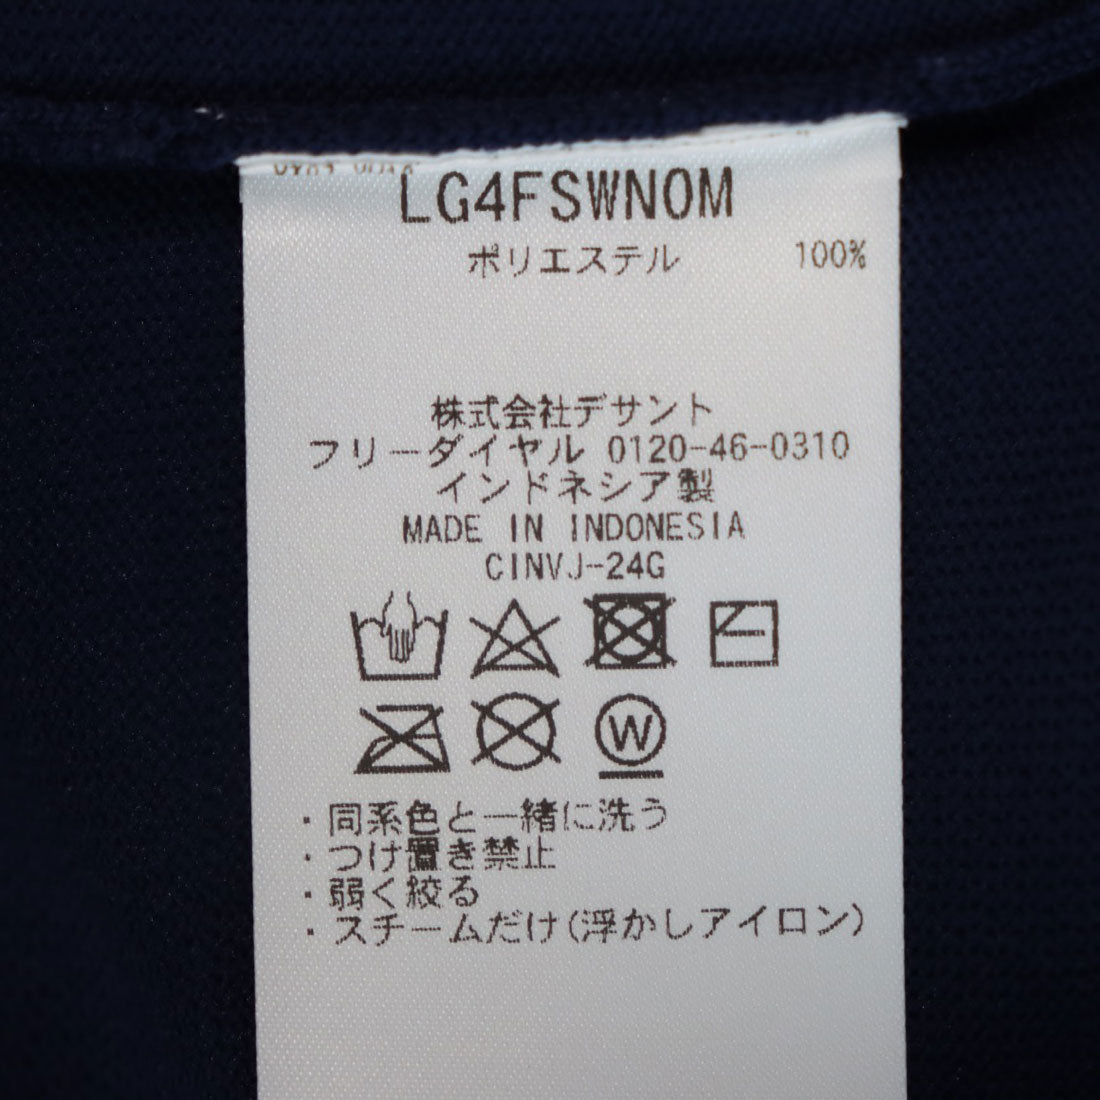 LG4FSWN0M
ポリエステル 100%
株式会社デサント
フリーダイヤル 0120-46-0310
インドネシア製
MADE IN INDONESIA
CINVJ-24G
W
・同系色と一緒に洗う
・つけ置き禁止
・弱く絞る
・スチームだけ(浮かしアイロン)